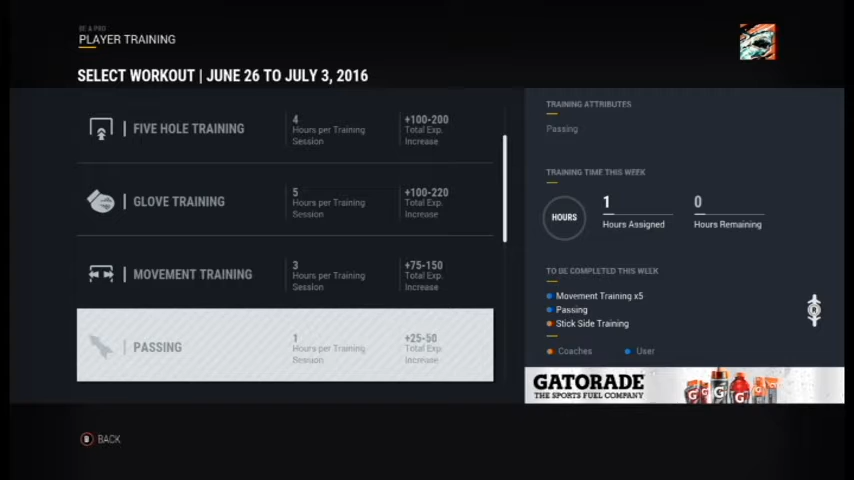 BE A PRO
PLAYER TRAINING
SELECT WORKOUT | JUNE 26 TO JULY 3, 2016
FIVE HOLE TRAINING
4
Hours per Training
Session
+100-200
Total Exp.
Increase
GLOVE TRAINING
5
Hours per Training
Session
+100-220
Total Exp.
Increase
MOVEMENT TRAINING
3
Hours per Training
Session
+75-150
Total Exp.
Increase
PASSING
1
Hours per Training
Session
+25-50
Total Exp.
Increase
TRAINING ATTRIBUTES
Passing
TRAINING TIME THIS WEEK
HOURS
1
Hours Assigned
0
Hours Remaining
TO BE COMPLETED THIS WEEK
Movement Training x5
Passing
Stick Side Training
Coaches
User
R
GATORADE
THE SPORTS FUEL COMPANY
B BACK